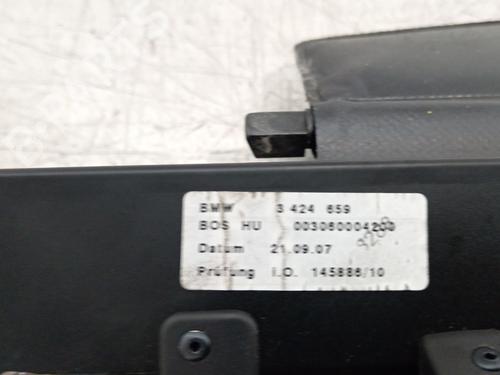 BMW 3 424 659
BOS HU 003060004200
Datum 21.09.07
Prüfung I.O. 145886/10